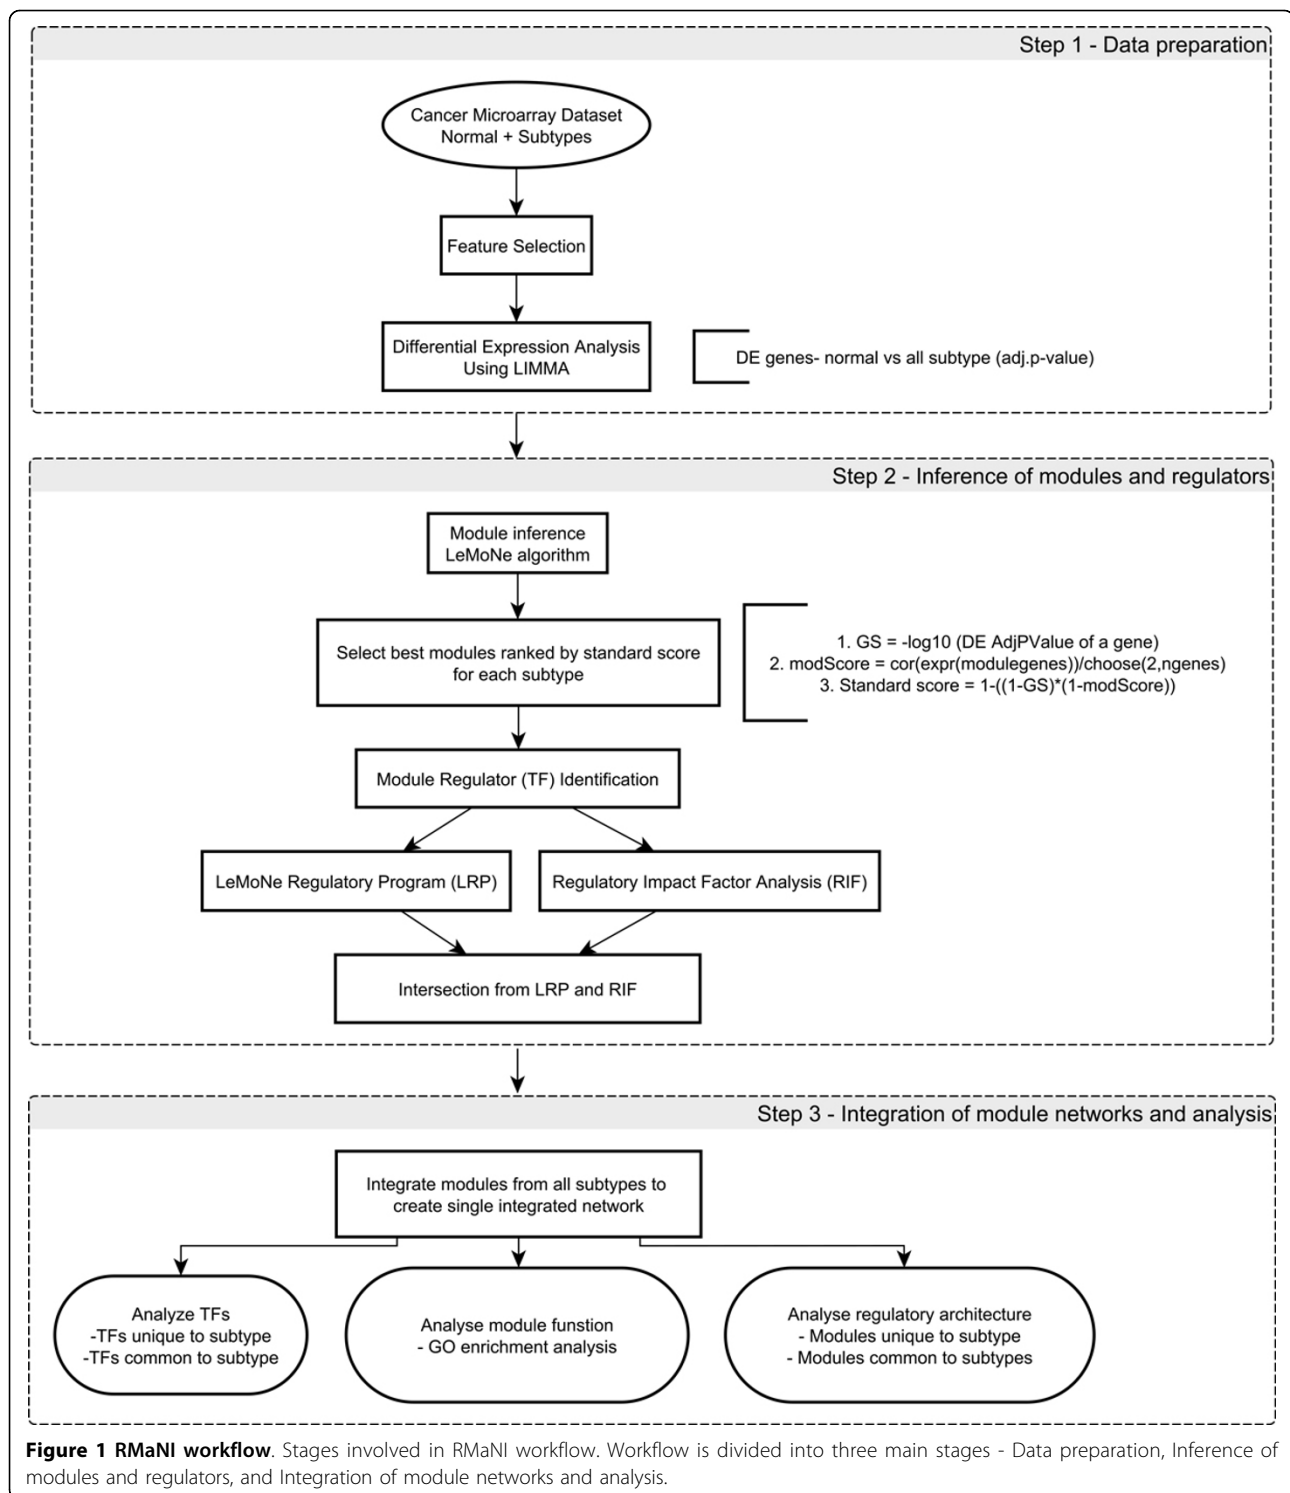 Step 1 - Data preparation
Cancer Microarray Dataset
Normal + Subtypes
Feature Selection
Differential Expression Analysis
Using LIMMA
DE genes- normal vs all subtype (adj.p-value)
Step 2 - Inference of modules and regulators
Module inference
LeMoNe algorithm
Select best modules ranked by standard score
for each subtype
1. GS = -log10 (DE AdjPValue of a gene)
2. modScore = cor(expr(modulegenes))/choose(2,ngenes)
3. Standard score = 1-((1-GS)*(1-modScore))
Module Regulator (TF) Identification
LeMoNe Regulatory Program (LRP)
Regulatory Impact Factor Analysis (RIF)
Intersection from LRP and RIF
Step 3 - Integration of module networks and analysis
Integrate modules from all subtypes to
create single integrated network
Analyze TFs
-TFs unique to subtype
-TFs common to subtype
Analyse module funstion
- GO enrichment analysis
Analyse regulatory architecture
- Modules unique to subtype
- Modules common to subtypes
Figure 1 RMaNI workflow. Stages involved in RMaNI workflow. Workflow is divided into three main stages - Data preparation, Inference of
modules and regulators, and Integration of module networks and analysis.